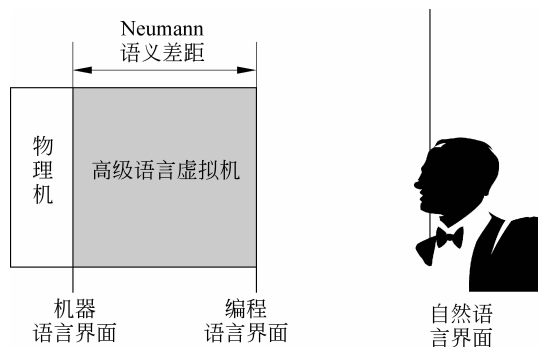 Neumann
语义差距
物
理
机
高级语言虚拟机
机器
语言界面
编程
语言界面
自然语
言界面